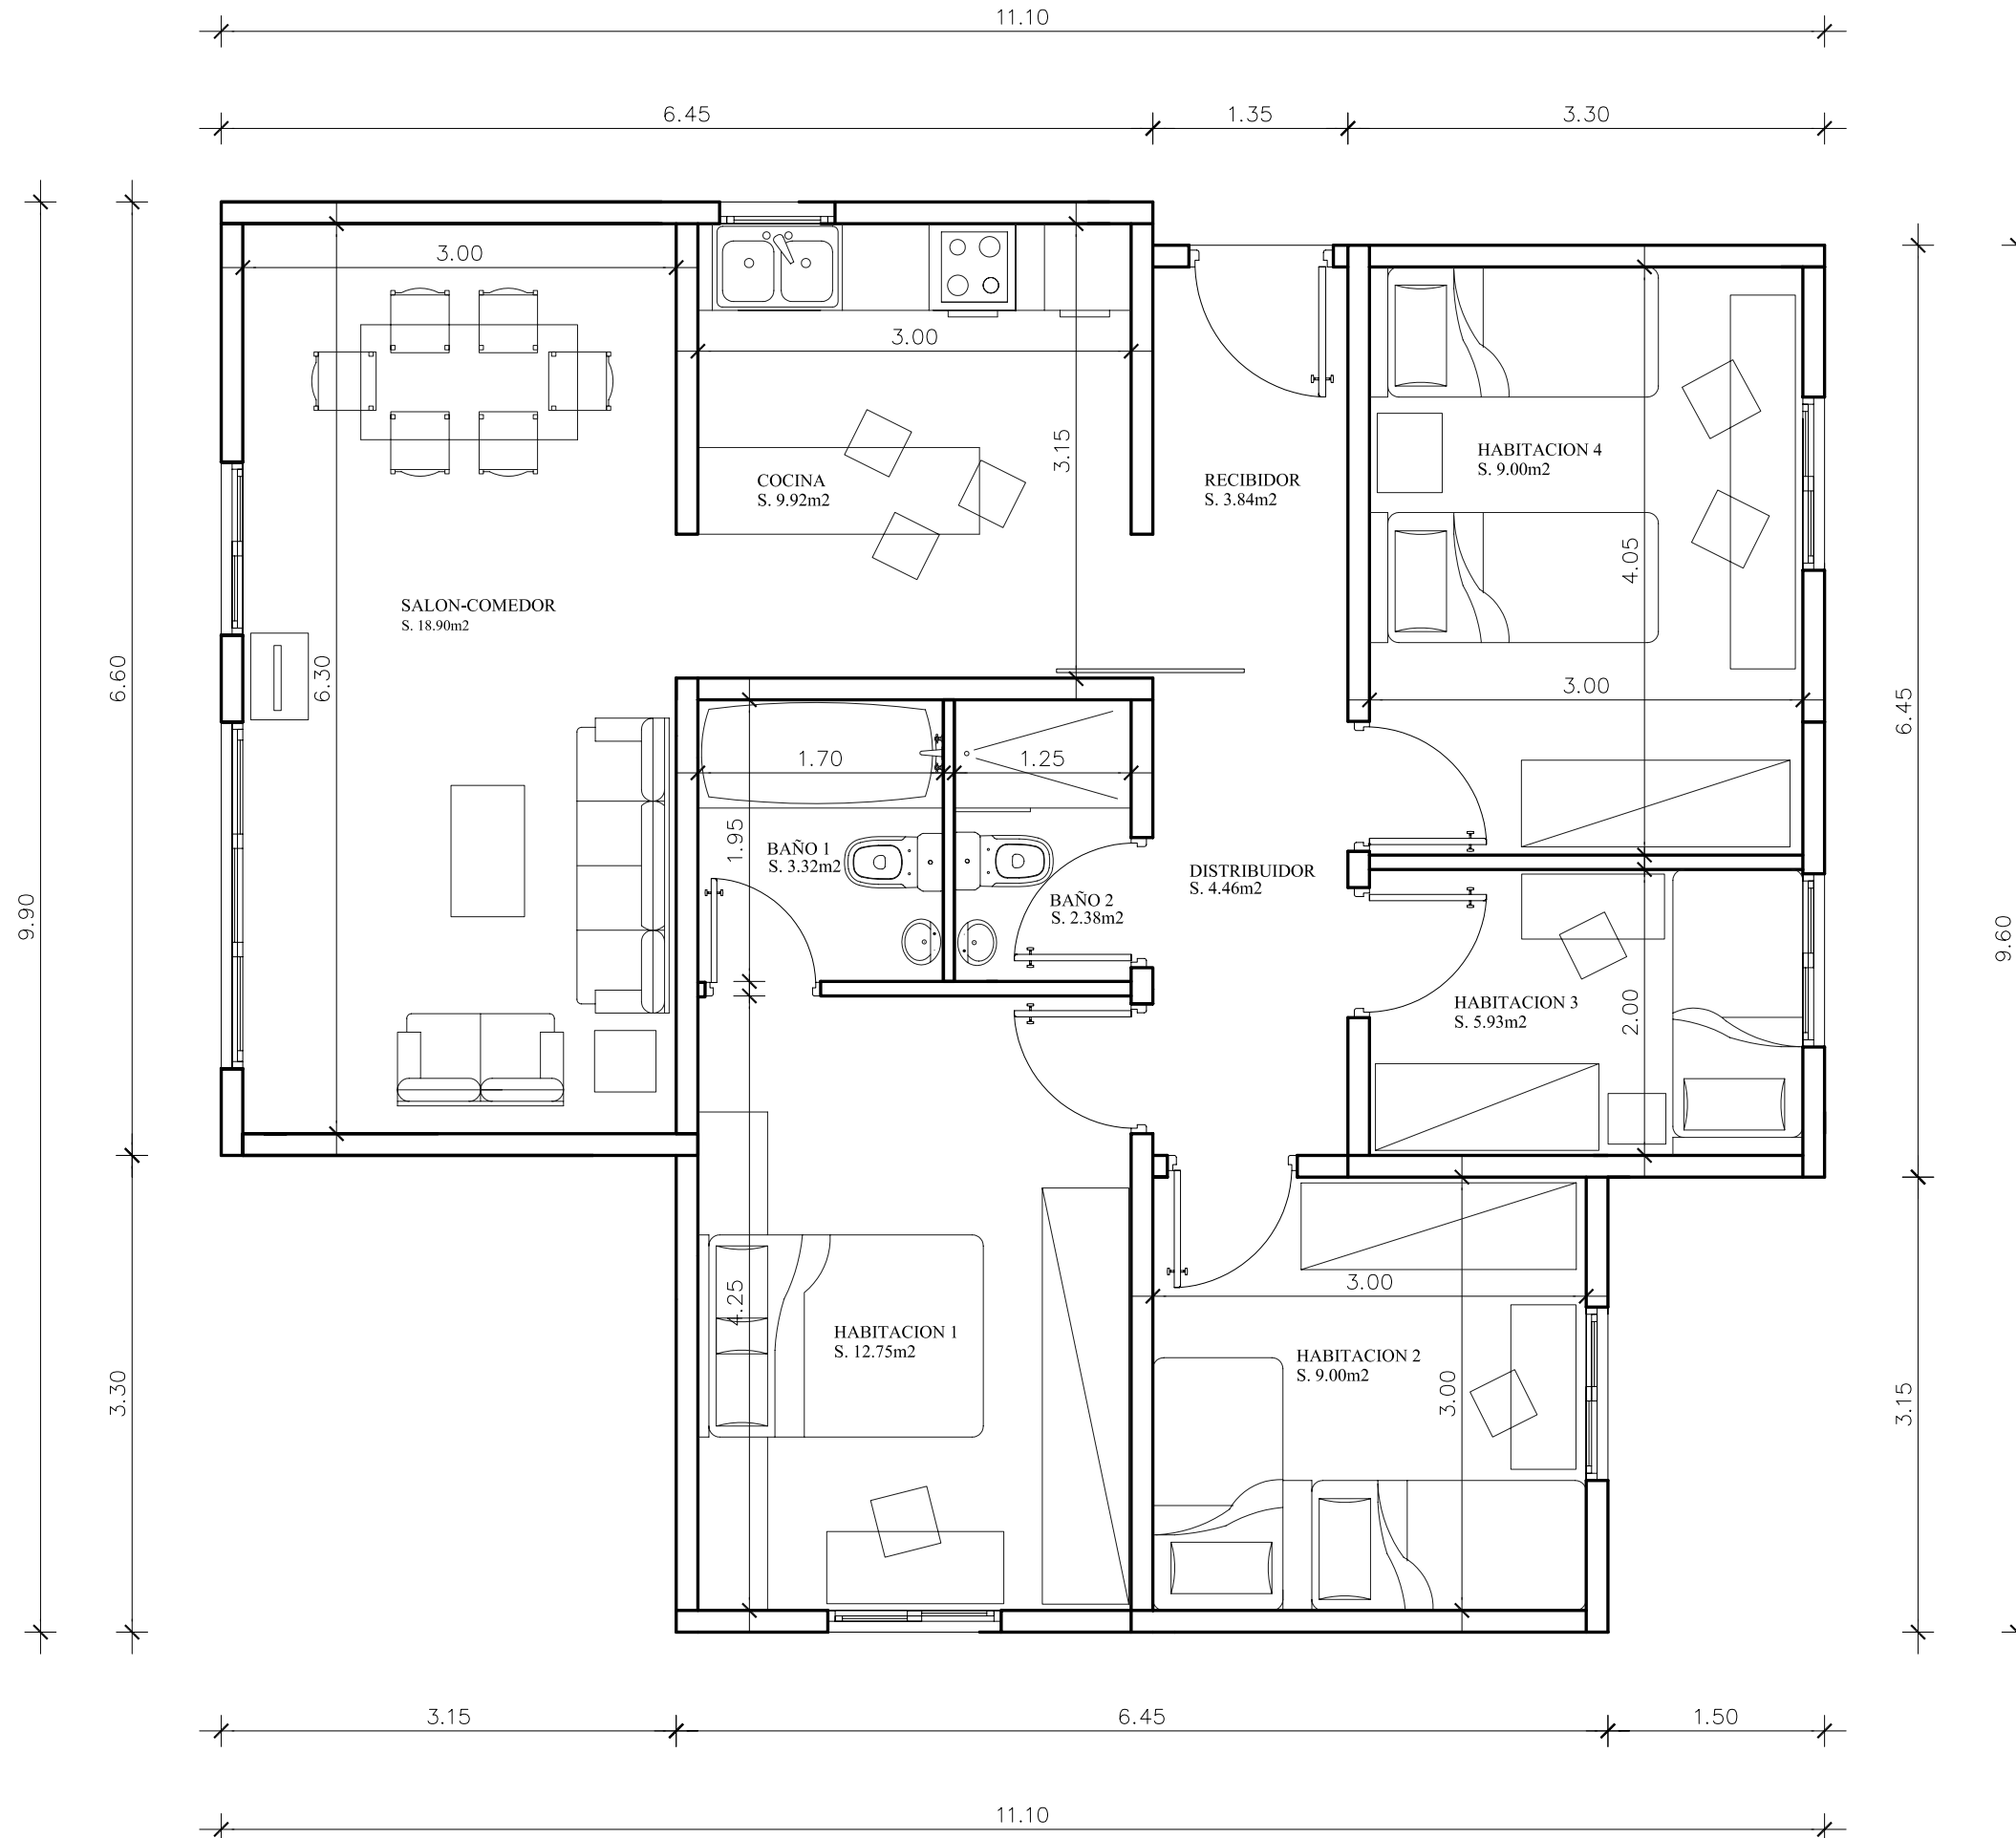 11.10
6.45
1.35
3.30
3.00
3.00
3.15
COCINA
S. 9.92m2
RECIBIDOR
S. 3.84m2
HABITACION 4
S. 9.00m2
4.05
SALON-COMEDOR
S. 18.90m2
6.60
6.30
3.00
6.45
1.70
1.25
1.95
BAÑO 1
S. 3.32m2
BAÑO 2
S. 2.38m2
DISTRIBUIDOR
S. 4.46m2
9.90
9.60
HABITACION 3
S. 5.93m2
2.00
4.25
3.00
HABITACION 1
S. 12.75m2
HABITACION 2
S. 9.00m2
3.00
3.30
3.15
3.15
6.45
1.50
11.10